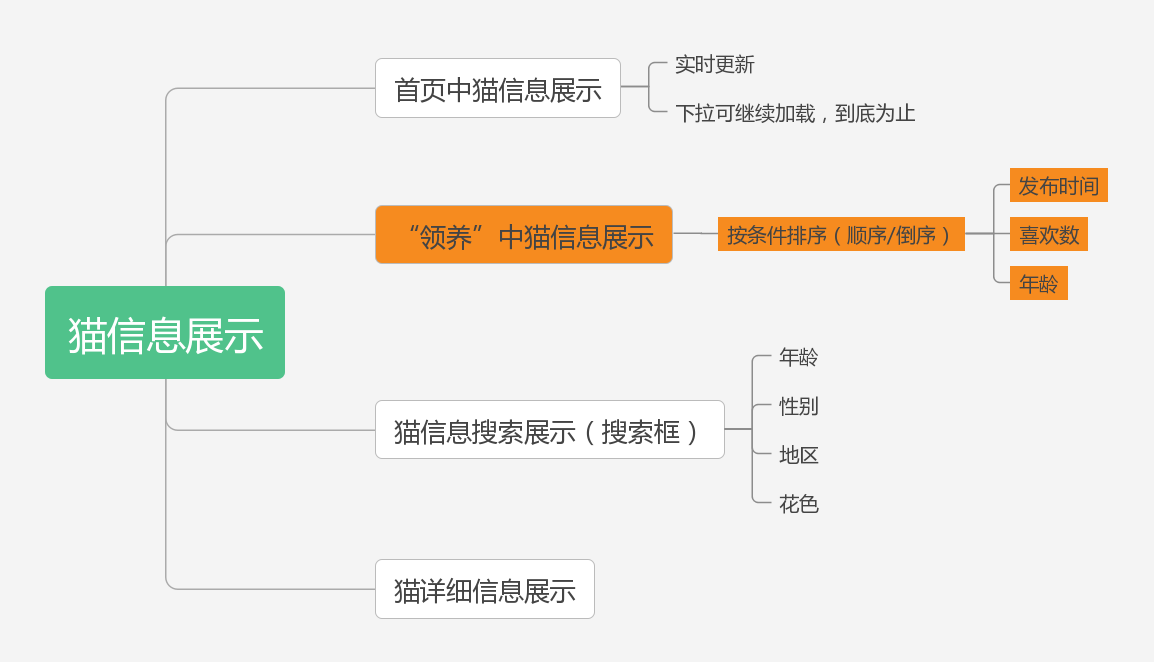 猫信息展示
首页中猫信息展示
实时更新
下拉可继续加载，到底为止
“领养”中猫信息展示
按条件排序（顺序/倒序）
发布时间
喜欢数
年龄
猫信息搜索展示（搜索框）
年龄
性别
地区
花色
猫详细信息展示